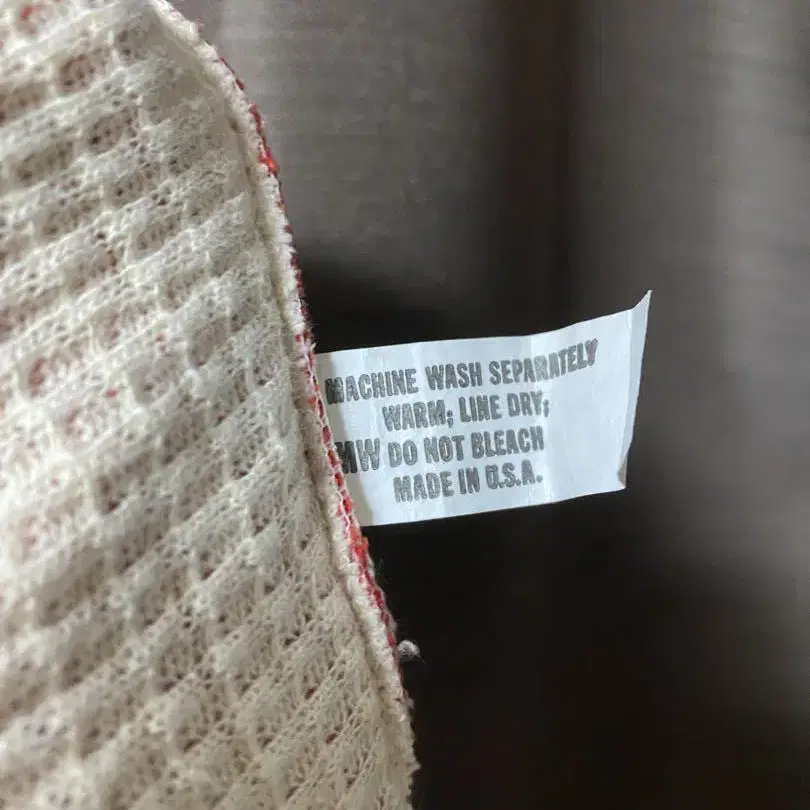 MACHINE WASH SEPARATELY
WARM; LINE DRY;
MW DO NOT BLEACH
MADE IN U.S.A.